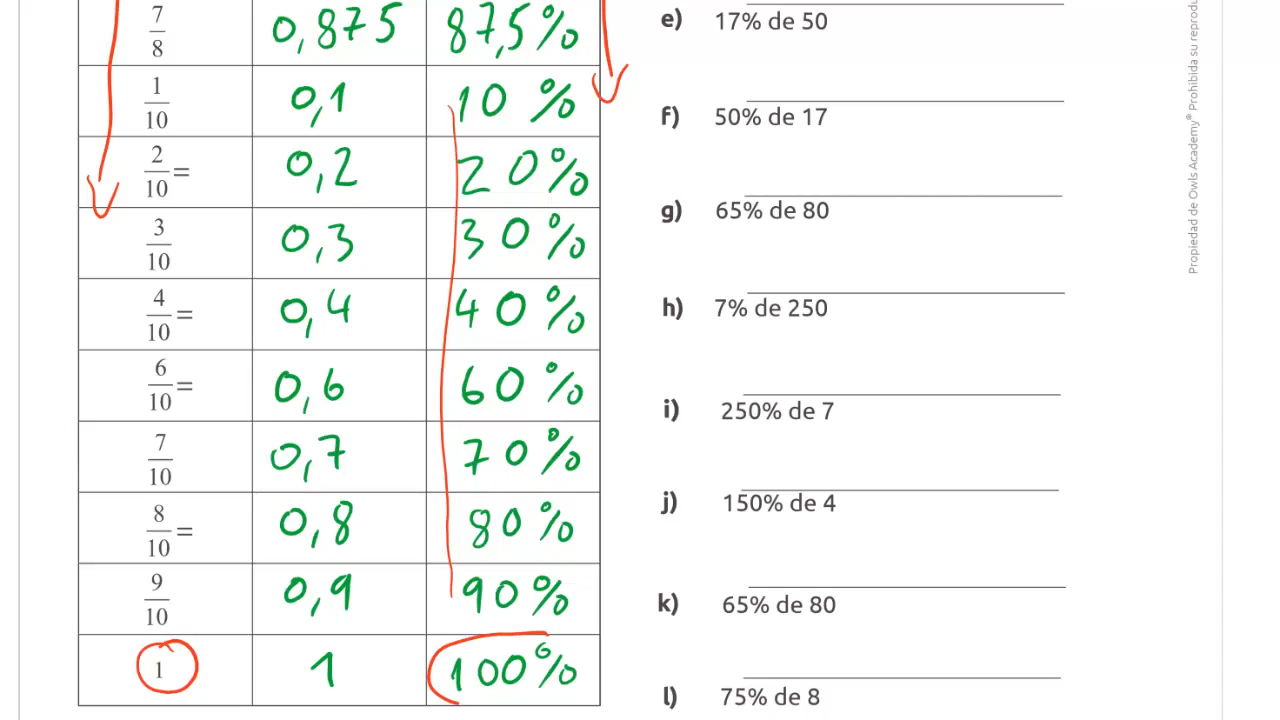 7/8 0,875 87,5%
1/10 0,1 10 %
2/10 = 0,2 20%
3/10 0,3 30%
4/10 = 0,4 40%
6/10 = 0,6 60%
7/10 0,7 70%
8/10 = 0,8 80%
9/10 0,9 90%
1 1 100%
e) 17% de 50
f) 50% de 17
g) 65% de 80
h) 7% de 250
i) 250% de 7
j) 150% de 4
k) 65% de 80
l) 75% de 8
Propiedad de Owls Academy® Prohibida su